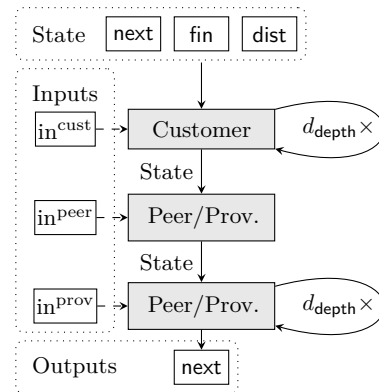 State next fin dist
Inputs
in^cust Customer d_depth×
State
in^peer Peer/Prov.
State
in^prov Peer/Prov. d_depth×
Outputs next